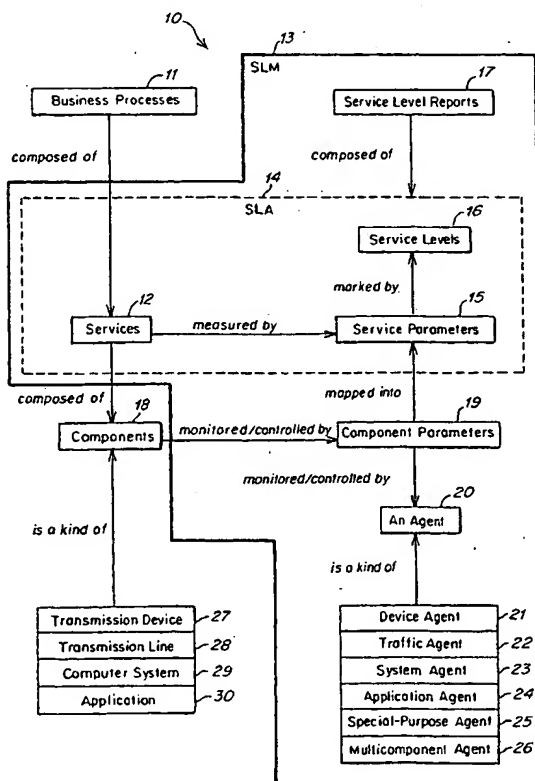 10
13
SLM
11
Business Processes
17
Service Level Reports
composed of
composed of
14
SLA
16
Service Levels
marked by
12
Services
measured by
15
Service Parameters
composed of
mapped into
18
Components
monitored/controlled by
19
Component Parameters
monitored/controlled by
20
An Agent
is a kind of
is a kind of
Transmission Device 27
Transmission Line 28
Computer System 29
Application 30
Device Agent 21
Traffic Agent 22
System Agent 23
Application Agent 24
Special-Purpose Agent 25
Multicomponent Agent 26